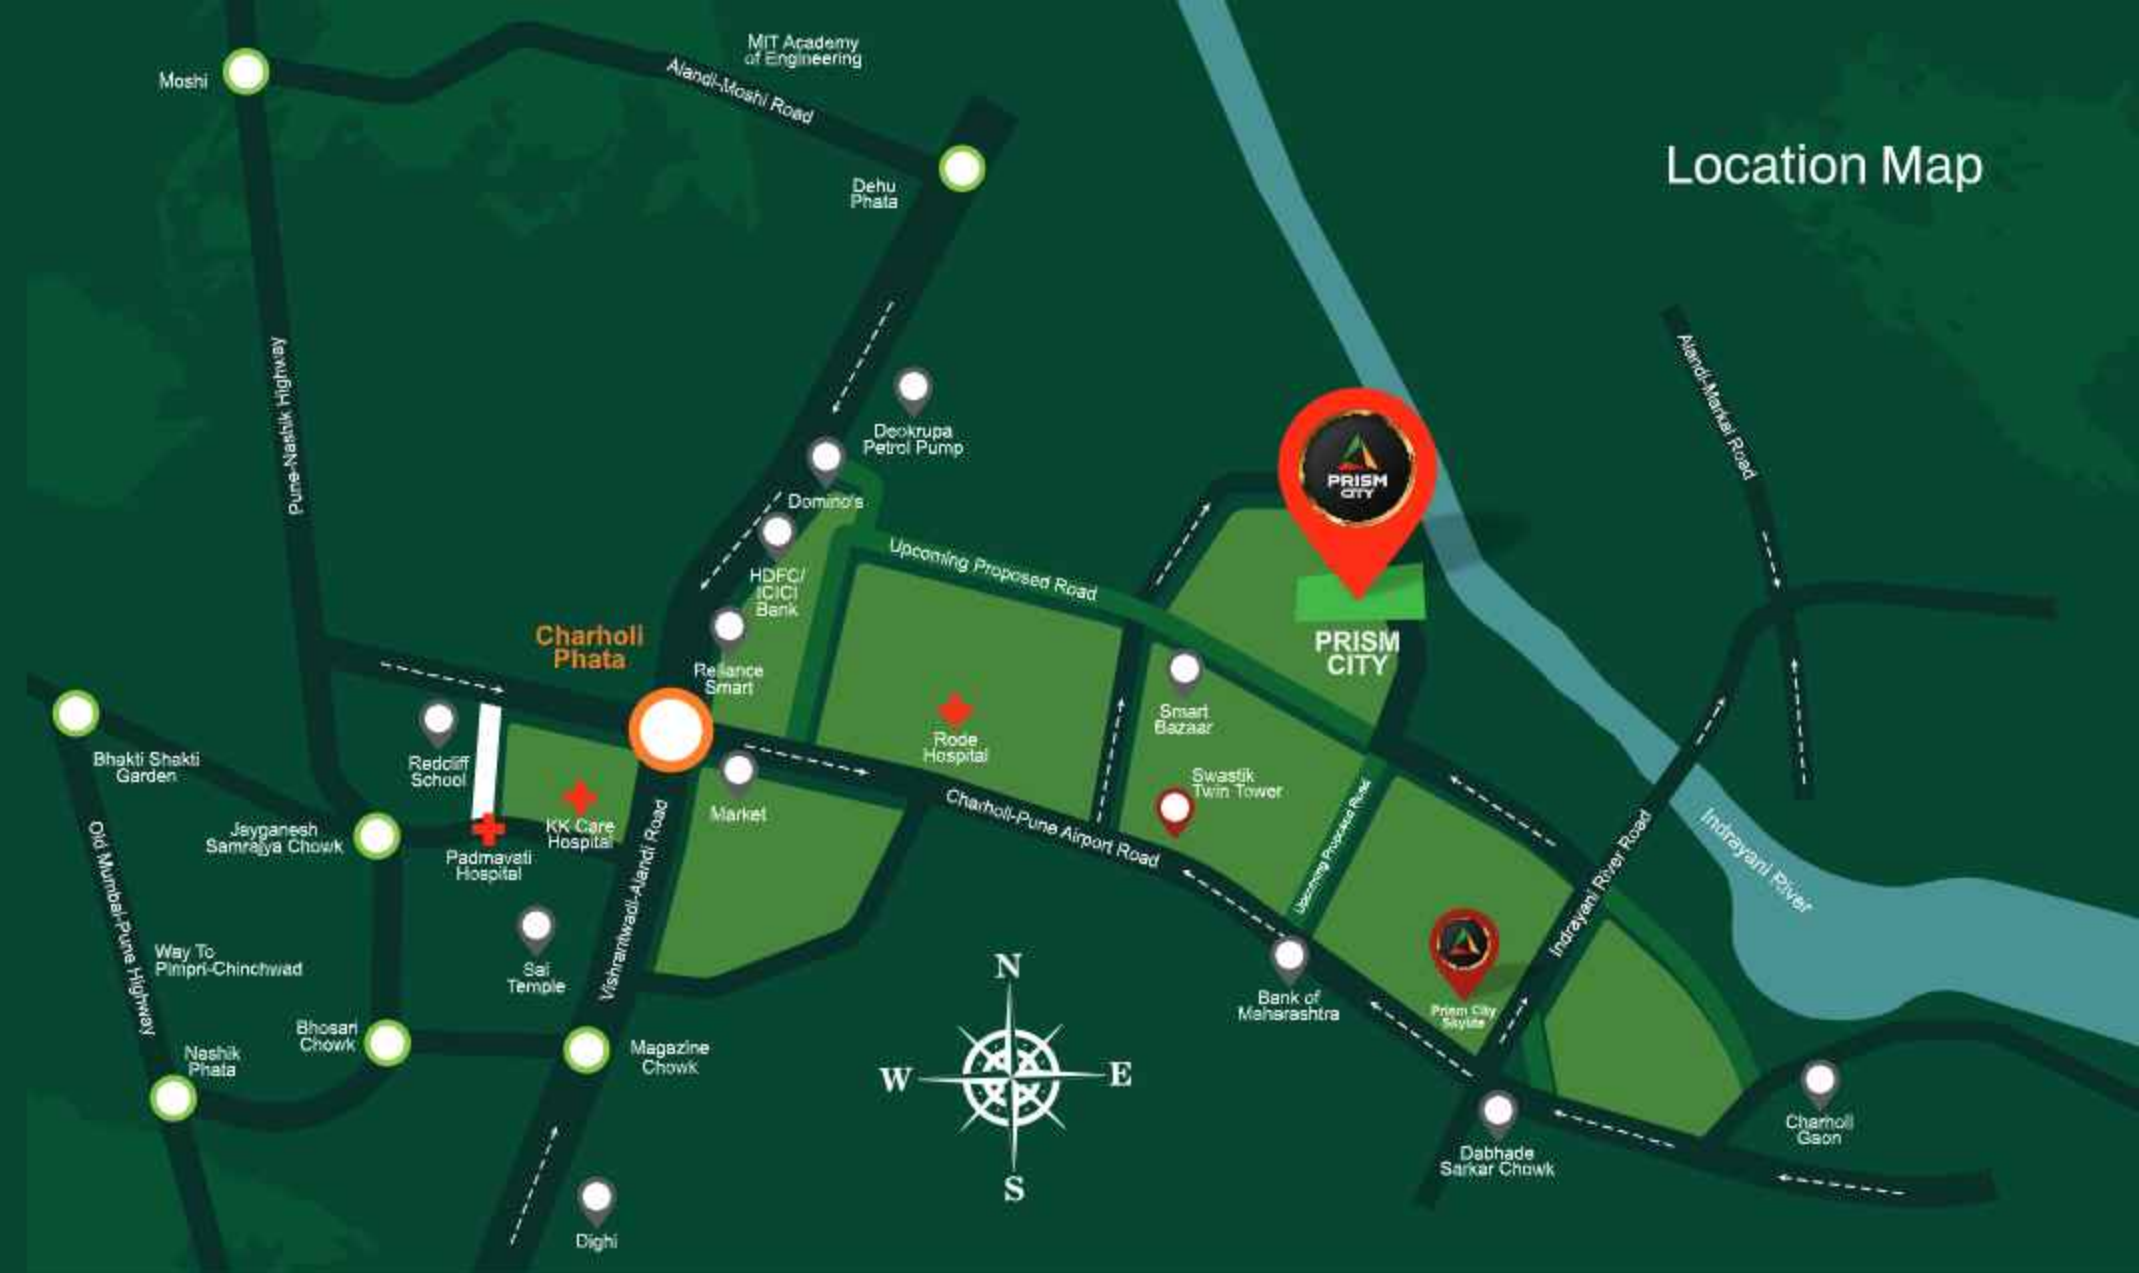 Location Map
MIT Academy
of Engineering
Moshi
Alandi-Moshi Road
Dehu
Phata
Pune-Nashik Highway
Alandi-Markal Road
Deokrupa
Petrol Pump
Domino's
PRISM
CITY
HDFC/
ICICI
Bank
Upcoming Proposed Road
Charholi
Phata
Reliance
Smart
PRISM
CITY
Smart
Bazaar
Rode
Hospital
Redcliff
School
Bhakti Shakti
Garden
Swastik
Twin Tower
Market
Charholi-Pune Airport Road
Upcoming Proposed Road
Indrayani River Road
Indrayani River
Jayganesh
Samrajya Chowk
KK Care
Hospital
Padmavati
Hospital
Old Mumbai-Pune Highway
Vishrantwadi-Alandi Road
Way To
Pimpri-Chinchwad
Sai
Temple
Bank of
Maharashtra
Prism City
Skylife
N
W
E
S
Bhosari
Chowk
Nashik
Phata
Magazine
Chowk
Charholi
Gaon
Dabhade
Sarkar Chowk
Dighi